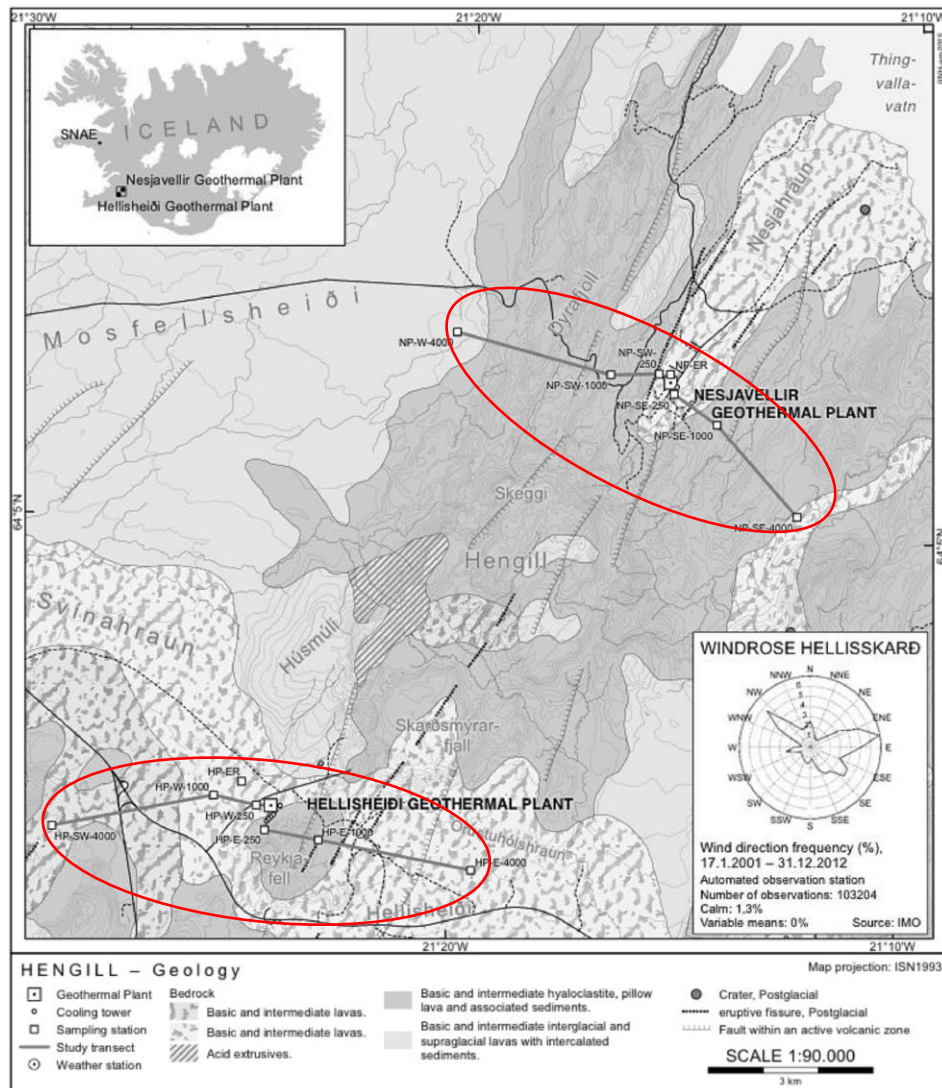 21°30'W
21°20'
21°10'
Thing-
valla-
vatn
SNAE
ICELAND
Nesjavellir Geothermal Plant
Hellisheiði Geothermal Plant
Nesjahraun
Mosfellsheiði
Dyrafjöll
NP-W-4000
NP-SW-
250
NP-ER
NP-SW-1000
NESJAVELLIR
NP-SE-250
GEOTHERMAL PLANT
NP-SE-1000
Skeggi
64°5'N
NP-SE-4000
64°5'N
Hengill
Svínahraun
Húsmúli
Skarðsmýrar-
fjall
WINDROSE HELLISSKARÐ
N
NNW
NNE
NW
NE
WNW
ENE
W
E
WSW
ESE
SW
SE
SSW
SSE
S
6
5
4
3
2
1
Wind direction frequency (%),
17.1.2001 – 31.12.2012
Automated observation station
Number of observations: 103204
Calm: 1,3%
Variable means: 0%
Source: IMO
HP-ER
HP-W-1000
HELLISHEIÐI GEOTHERMAL PLANT
HP-W-250
HP-SW-4000
HP-E-250
HP-E-1000
Orustuhólshraun
Reykja-
fell
HP-E-4000
Hellisheiði
21°20'
21°10'
HENGILL – Geology
Map projection: ISN1993
Geothermal Plant
Cooling tower
Sampling station
Study transect
Weather station
Bedrock
Basic and intermediate lavas.
Basic and intermediate lavas.
Acid extrusives.
Basic and intermediate hyaloclastite, pillow
lava and associated sediments.
Basic and intermediate interglacial and
supraglacial lavas with intercalated
sediments.
Crater, Postglacial
eruptive fissure, Postglacial
Fault within an active volcanic zone
SCALE 1:90.000
3 km